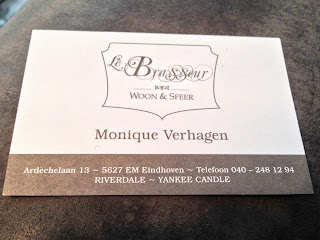 Le Brasseur
WOON & SFEER
Monique Verhagen
Ardèchelaan 13 ~ 5627 EM Eindhoven ~ Telefoon 040 - 248 12 94
RIVERDALE ~ YANKEE CANDLE